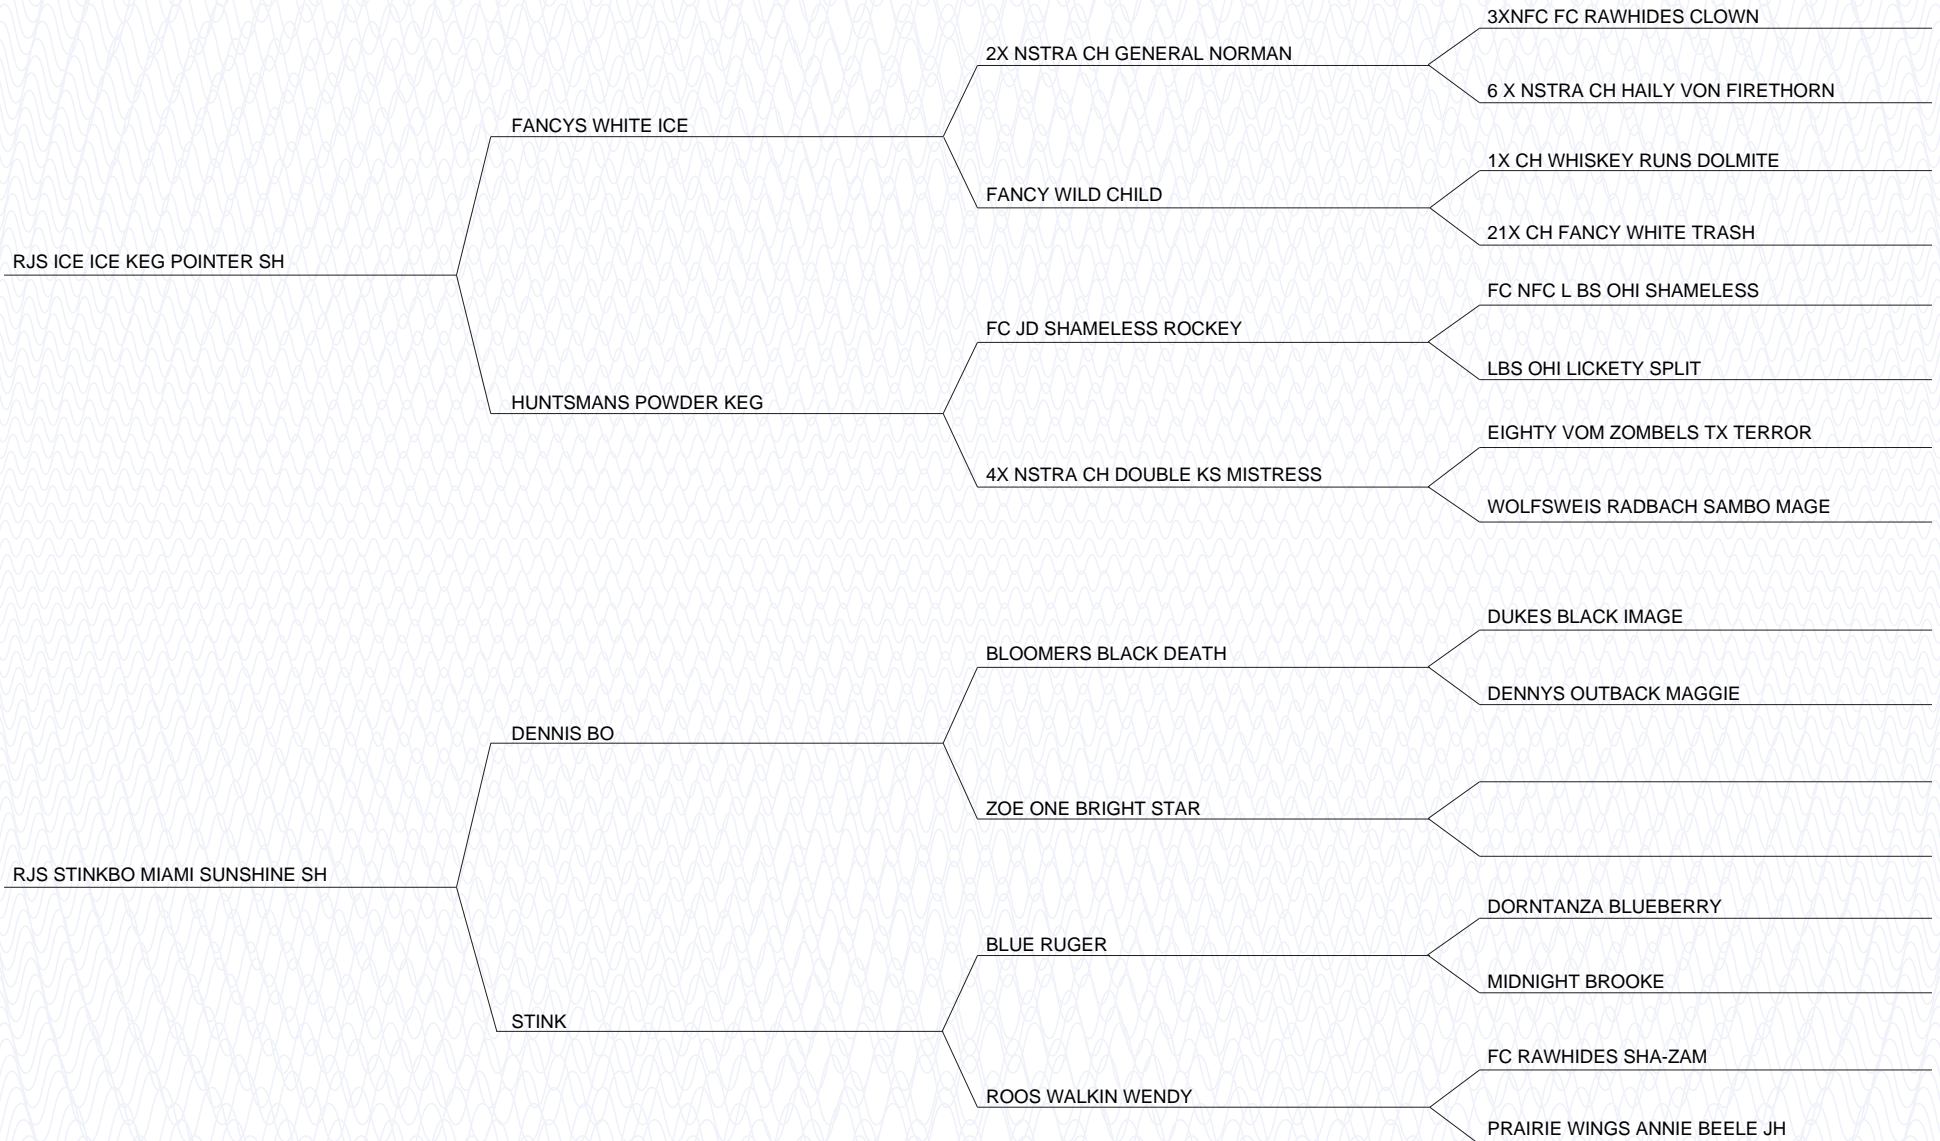 3XNFC FC RAWHIDES CLOWN
2X NSTRA CH GENERAL NORMAN
6 X NSTRA CH HAILY VON FIRETHORN
FANCYS WHITE ICE
1X CH WHISKEY RUNS DOLMITE
FANCY WILD CHILD
21X CH FANCY WHITE TRASH
RJS ICE ICE KEG POINTER SH
FC NFC L BS OHI SHAMELESS
FC JD SHAMELESS ROCKEY
LBS OHI LICKETY SPLIT
HUNTSMANS POWDER KEG
EIGHTY VOM ZOMBELS TX TERROR
4X NSTRA CH DOUBLE KS MISTRESS
WOLFSWEIS RADBACH SAMBO MAGE
DUKES BLACK IMAGE
BLOOMERS BLACK DEATH
DENNYS OUTBACK MAGGIE
DENNIS BO
ZOE ONE BRIGHT STAR
RJS STINKBO MIAMI SUNSHINE SH
DORNTANZA BLUEBERRY
BLUE RUGER
MIDNIGHT BROOKE
STINK
FC RAWHIDES SHA-ZAM
ROOS WALKIN WENDY
PRAIRIE WINGS ANNIE BEELE JH